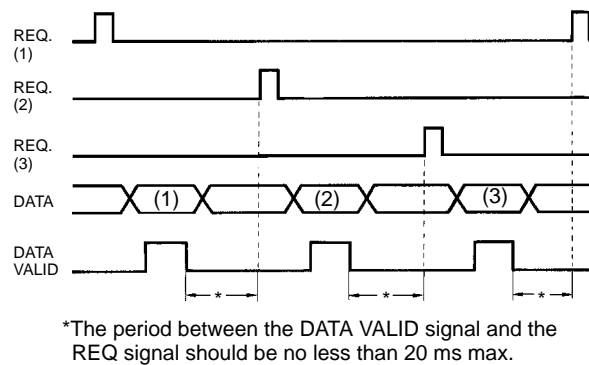 REQ.
(1)
REQ.
(2)
REQ.
(3)
DATA (1) (2) (3)
DATA
VALID
* * *
*The period between the DATA VALID signal and the
REQ signal should be no less than 20 ms max.